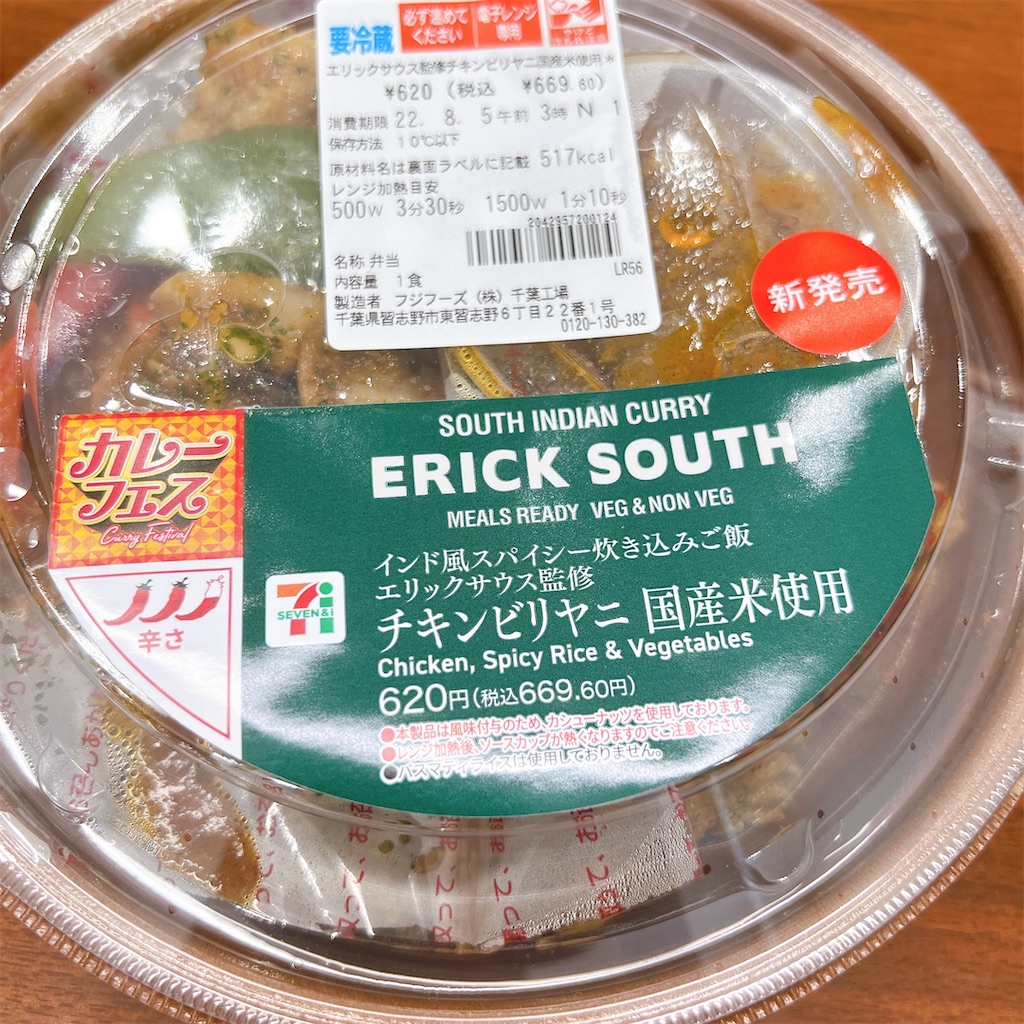 要冷蔵
必ず温めて
ください
電子レンジ
専用
エリックサウス監修チキンビリヤニ国産米使用*
¥620 (税込 ¥669.60)
消費期限 22. 8. 5午前 3時 N 1
保存方法 10℃以下
原材料名は裏面ラベルに記載 517kcal
レンジ加熱目安
500W 3分30秒 1500W 1分10秒
2042957200124
LR56
名称 弁当
内容量 1食
製造者 フジフーズ(株)千葉工場
千葉県習志野市東習志野6丁目22番1号
0120-130-382
新発売
SOUTH INDIAN CURRY
ERICK SOUTH
MEALS READY VEG & NON VEG
カレー
フェス
Curry Festival
辛さ
SEVEN&i
インド風スパイシー炊き込みご飯
エリックサウス監修
チキンビリヤニ 国産米使用
Chicken, Spicy Rice & Vegetables
620円(税込669.60円)
●本製品は風味付与のため、カシューナッツを使用しております。
●レンジ加熱後、ソースカップが熱くなりますのでご注意ください。
●バスマティライスは使用しておりません。